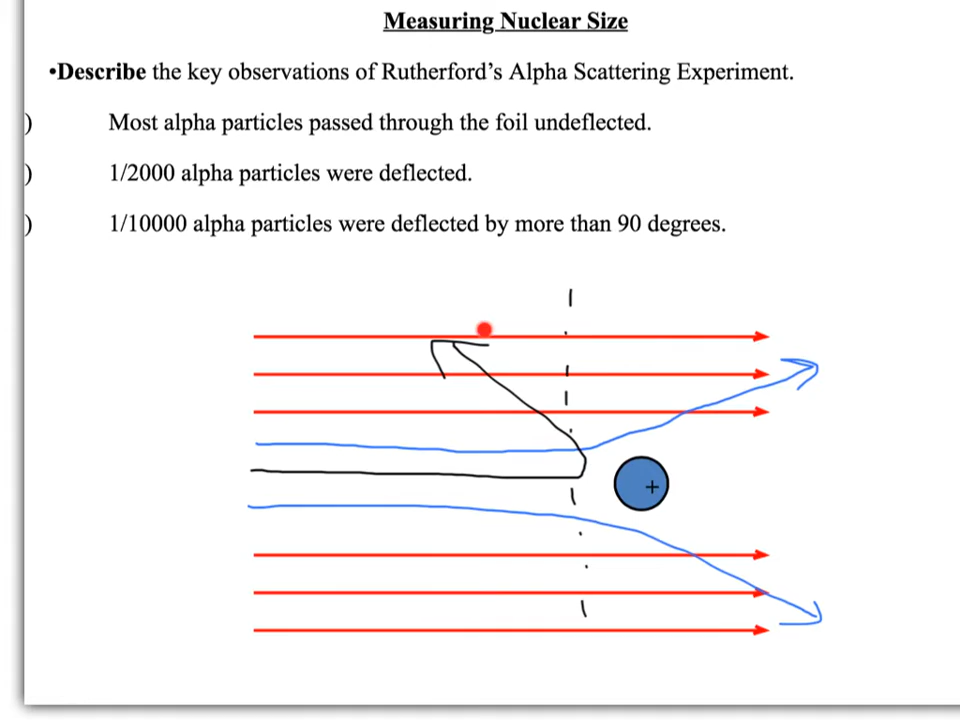 Measuring Nuclear Size
•Describe the key observations of Rutherford's Alpha Scattering Experiment.
) Most alpha particles passed through the foil undeflected.
) 1/2000 alpha particles were deflected.
) 1/10000 alpha particles were deflected by more than 90 degrees.
+